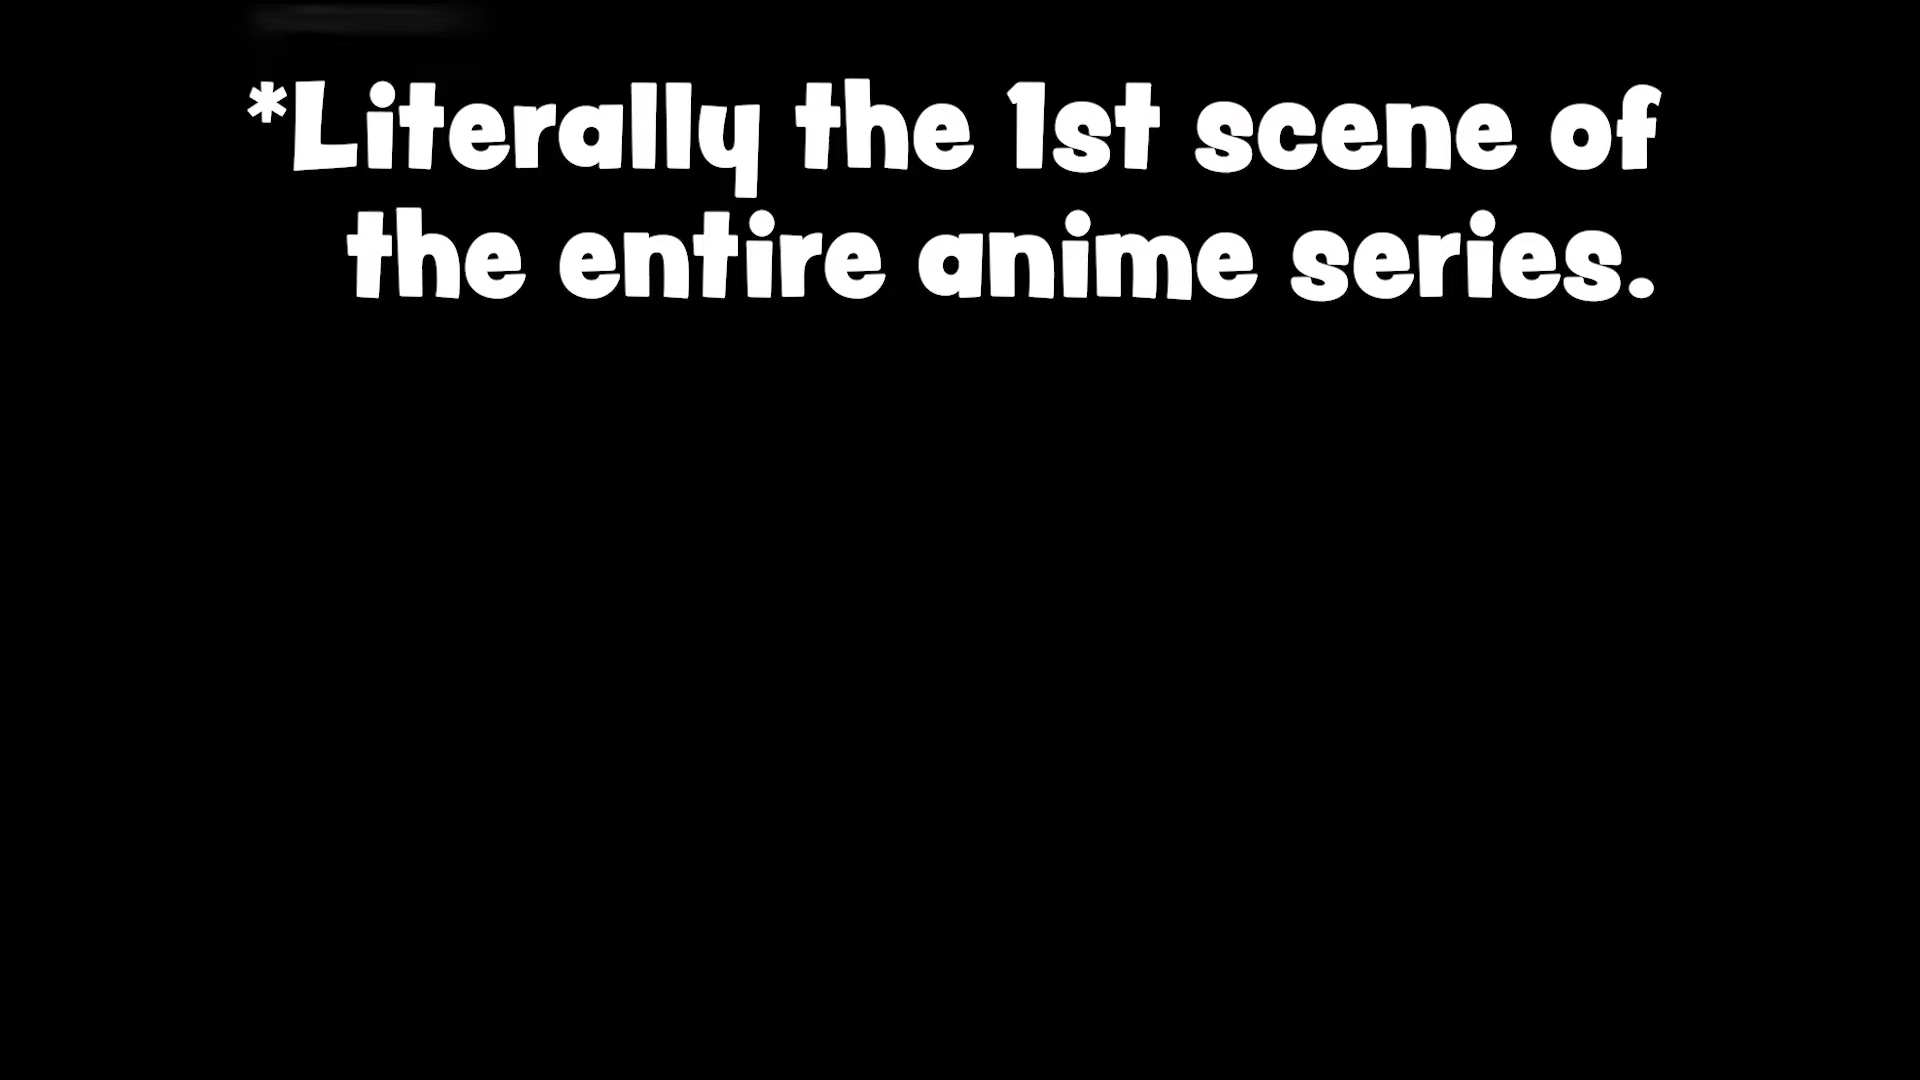 *Literally the 1st scene of
the entire anime series.